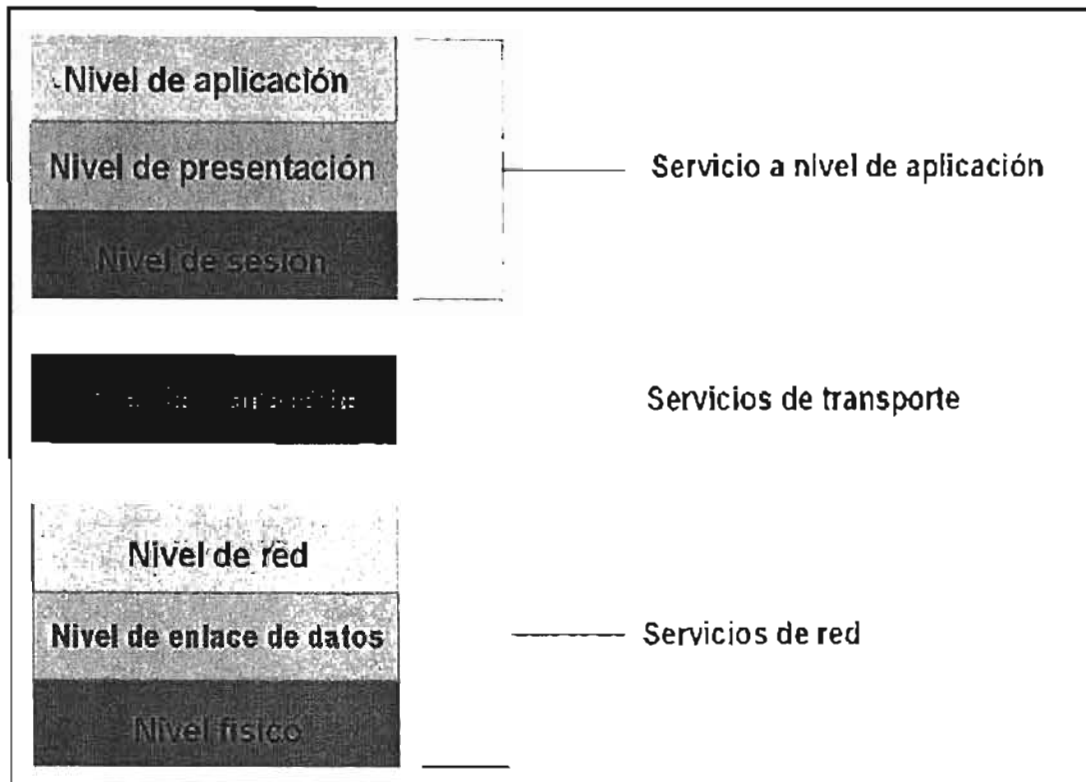 Nivel de aplicación
Nivel de presentación
Servicio a nivel de aplicación
Nivel de sesión
Servicios de transporte
Nivel de red
Nivel de enlace de datos
Servicios de red
Nivel físico